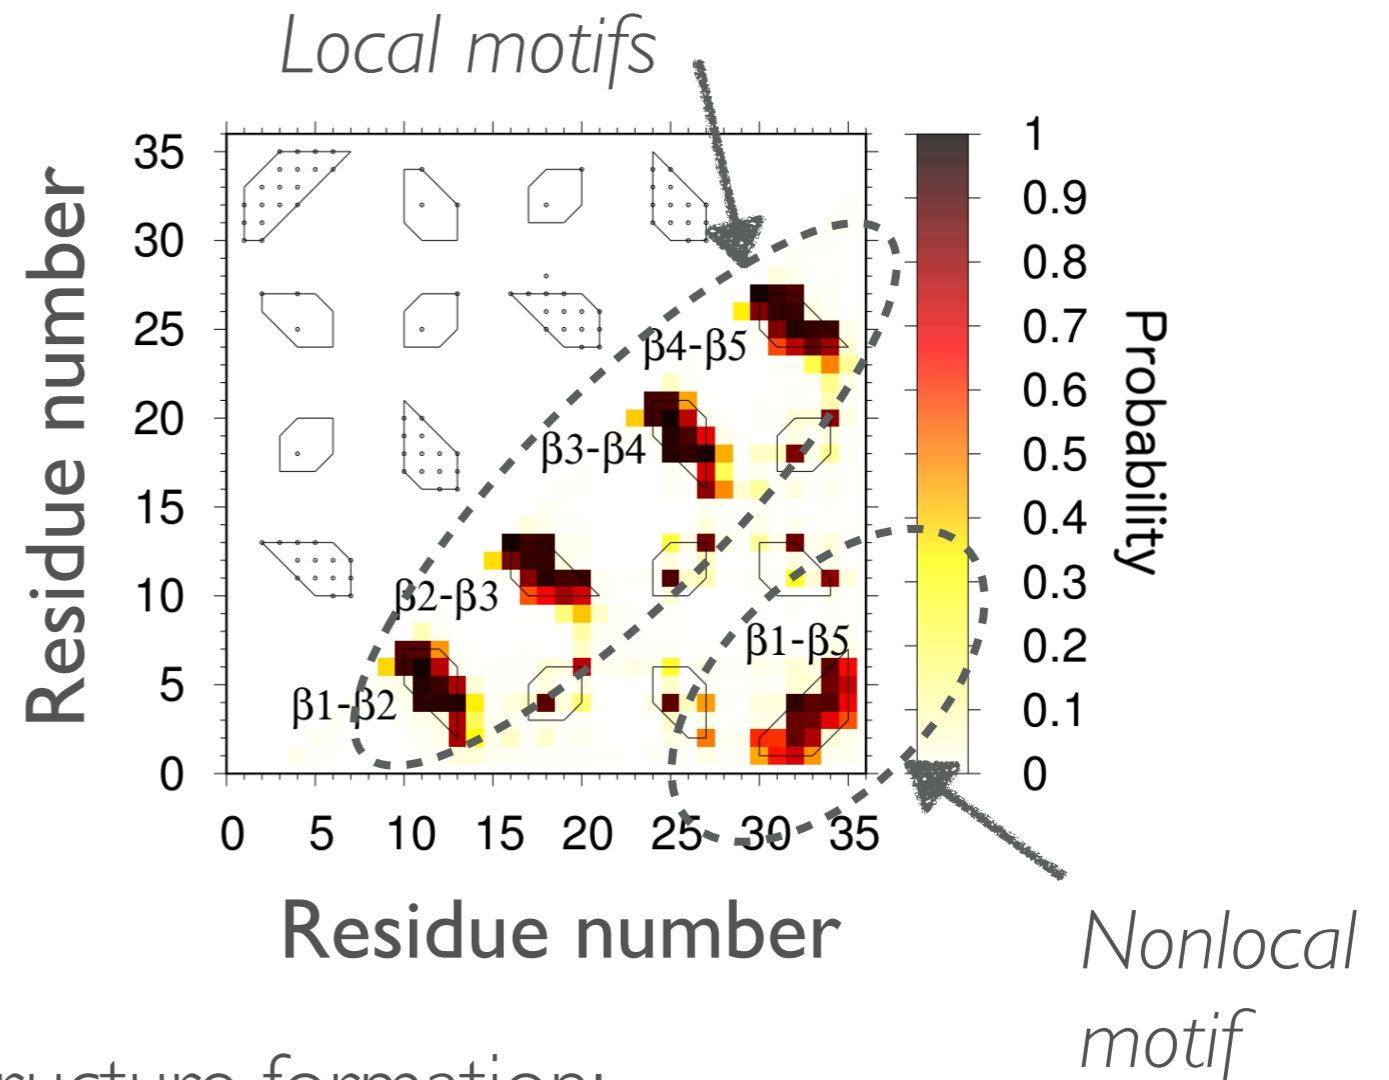 Local motifs
Residue number
35
30
25
20
15
10
5
0
β4-β5
β3-β4
β2-β3
β1-β2
β1-β5
0 5 10 15 20 25 30 35
Residue number
1
0.9
0.8
0.7
0.6
0.5
0.4
0.3
0.2
0.1
0
Probability
Nonlocal
motif
formation: